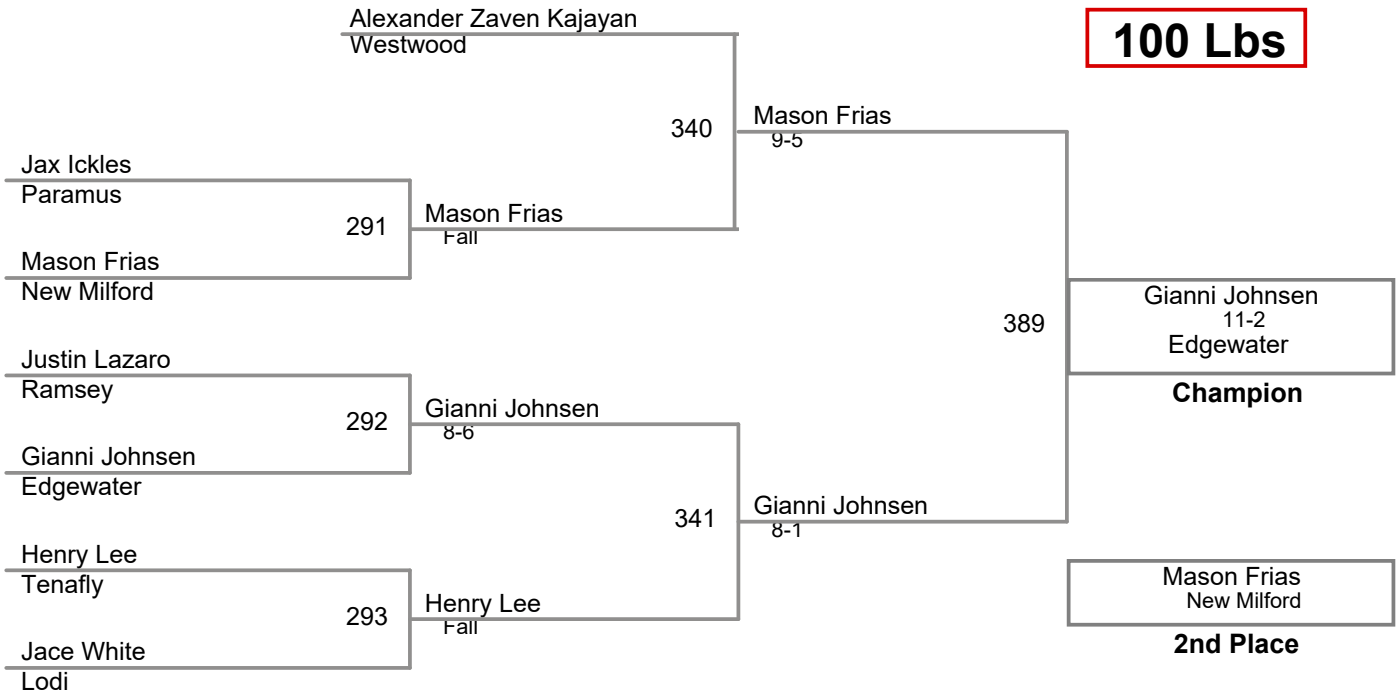 Alexander Zaven Kajayan
Westwood
100 Lbs
340
Mason Frias
9-5
Jax Ickles
Paramus
291
Mason Frias
Fall
Mason Frias
New Milford
389
Gianni Johnsen
11-2
Edgewater
Champion
Justin Lazaro
Ramsey
292
Gianni Johnsen
8-6
Gianni Johnsen
Edgewater
341
Gianni Johnsen
8-1
Henry Lee
Tenafly
293
Henry Lee
Fall
Jace White
Lodi
Mason Frias
New Milford
2nd Place